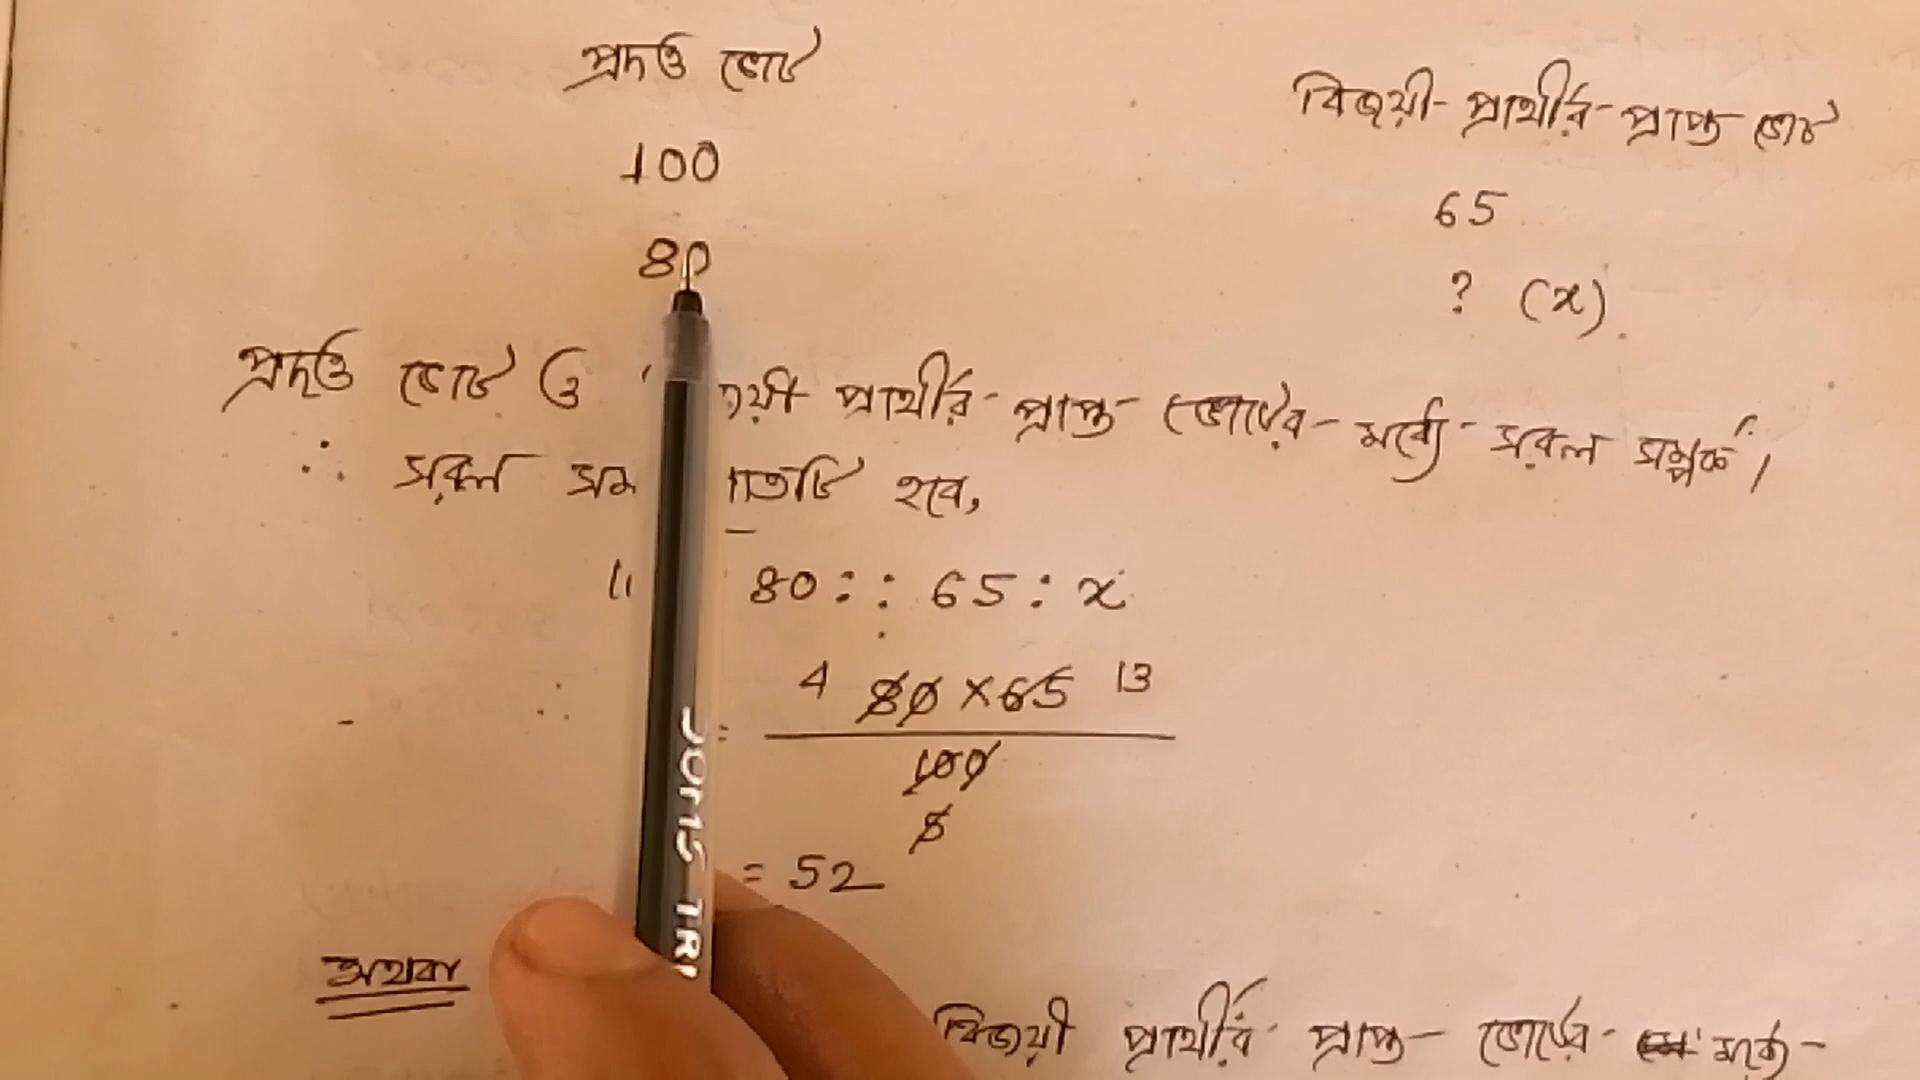 প্রদত্ত ভোট
বিজয়ী প্রার্থীর প্রাপ্ত ভোট
100
65
80
? (x)
প্রদত্ত ভোট ও প্রার্থীর প্রাপ্ত ভোটের মধ্যে সরল সম্পর্ক।
∴ সরল হবে,
80 :: 65 : x
= 4 80 × 65 13
100
5
= 52
অথবা
বিজয়ী প্রার্থীর প্রাপ্ত ভোটের মধ্যে